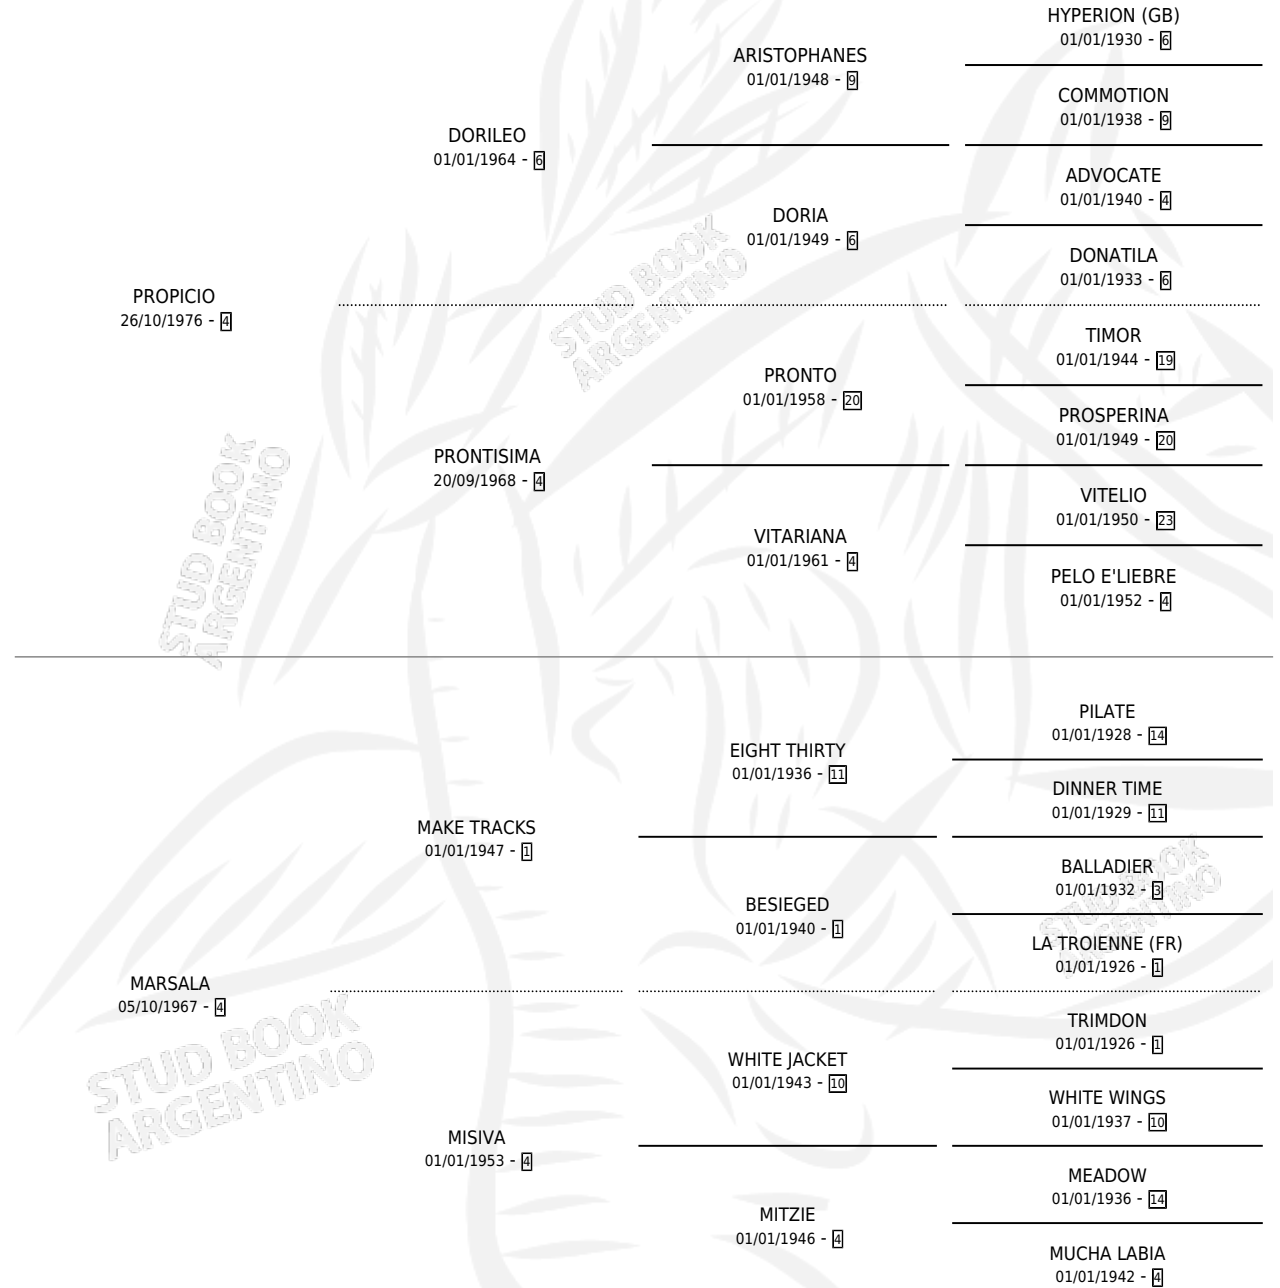 HYPERION (GB)
01/01/1930 - 6
ARISTOPHANES
01/01/1948 - 9
COMMOTION
01/01/1938 - 9
DORILEO
01/01/1964 - 6
ADVOCATE
01/01/1940 - 4
DORIA
01/01/1949 - 6
DONATILA
01/01/1933 - 6
PROPICIO
26/10/1976 - 4
TIMOR
01/01/1944 - 19
PRONTO
01/01/1958 - 20
PROSPERINA
01/01/1949 - 20
PRONTISIMA
20/09/1968 - 4
VITELIO
01/01/1950 - 23
VITARIANA
01/01/1961 - 4
PELO E'LIEBRE
01/01/1952 - 4
PILATE
01/01/1928 - 14
EIGHT THIRTY
01/01/1936 - 11
DINNER TIME
01/01/1929 - 11
MAKE TRACKS
01/01/1947 - 1
BALLADIER
01/01/1932 - 3
BESIEGED
01/01/1940 - 1
LA TROIENNE (FR)
01/01/1926 - 1
MARSALA
05/10/1967 - 4
TRIMDON
01/01/1926 - 1
WHITE JACKET
01/01/1943 - 10
WHITE WINGS
01/01/1937 - 10
MISIVA
01/01/1953 - 4
MEADOW
01/01/1936 - 14
MITZIE
01/01/1946 - 4
MUCHA LABIA
01/01/1942 - 4
STUD BOOK
ARGENTINO
STUD BOOK
ARGENTINO
STUD BOOK
ARGENTINO
STUD BOOK
ARGENTINO